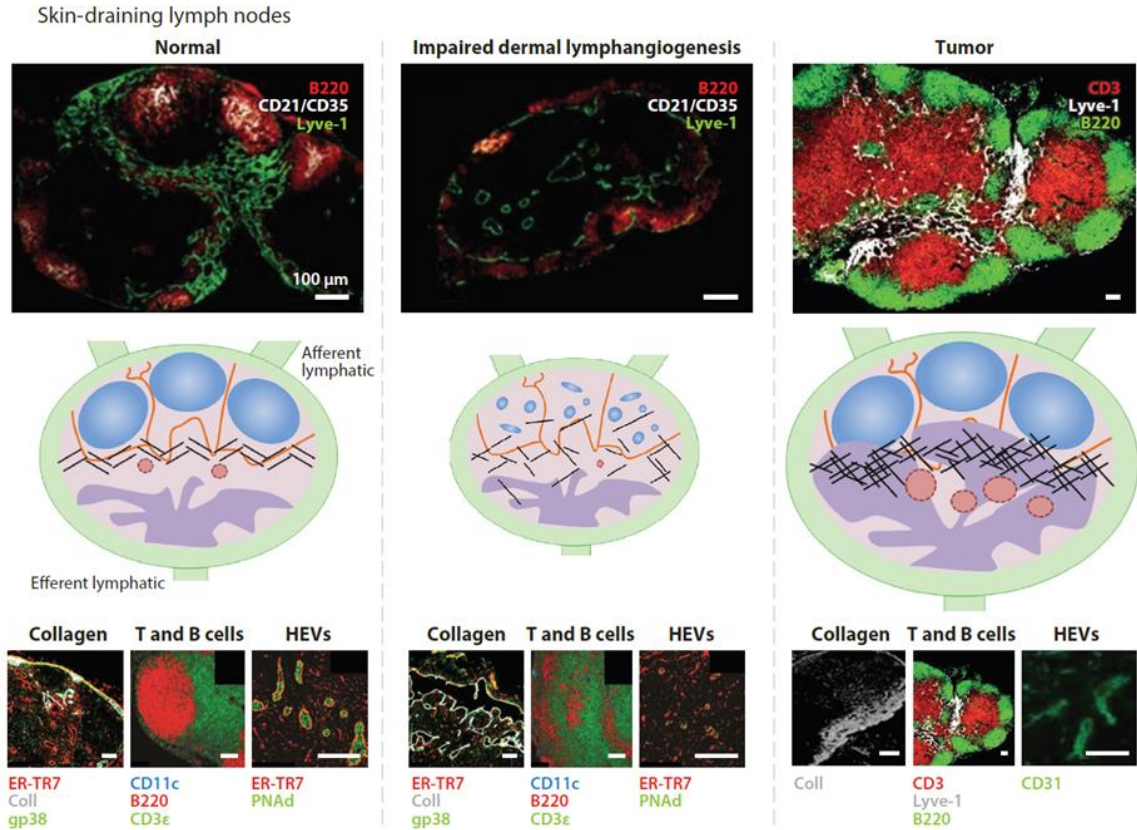 Skin-draining lymph nodes
Normal
Impaired dermal lymphangiogenesis
Tumor
B220
CD21/CD35
Lyve-1
100 µm
B220
CD21/CD35
Lyve-1
CD3
Lyve-1
B220
Afferent
lymphatic
Efferent lymphatic
Collagen
T and B cells
HEVs
Collagen
T and B cells
HEVs
Collagen
T and B cells
HEVs
ER-TR7
Coll
gp38
CD11c
B220
CD3ε
ER-TR7
PNAd
ER-TR7
Coll
gp38
CD11c
B220
CD3ε
ER-TR7
PNAd
Coll
CD3
Lyve-1
B220
CD31